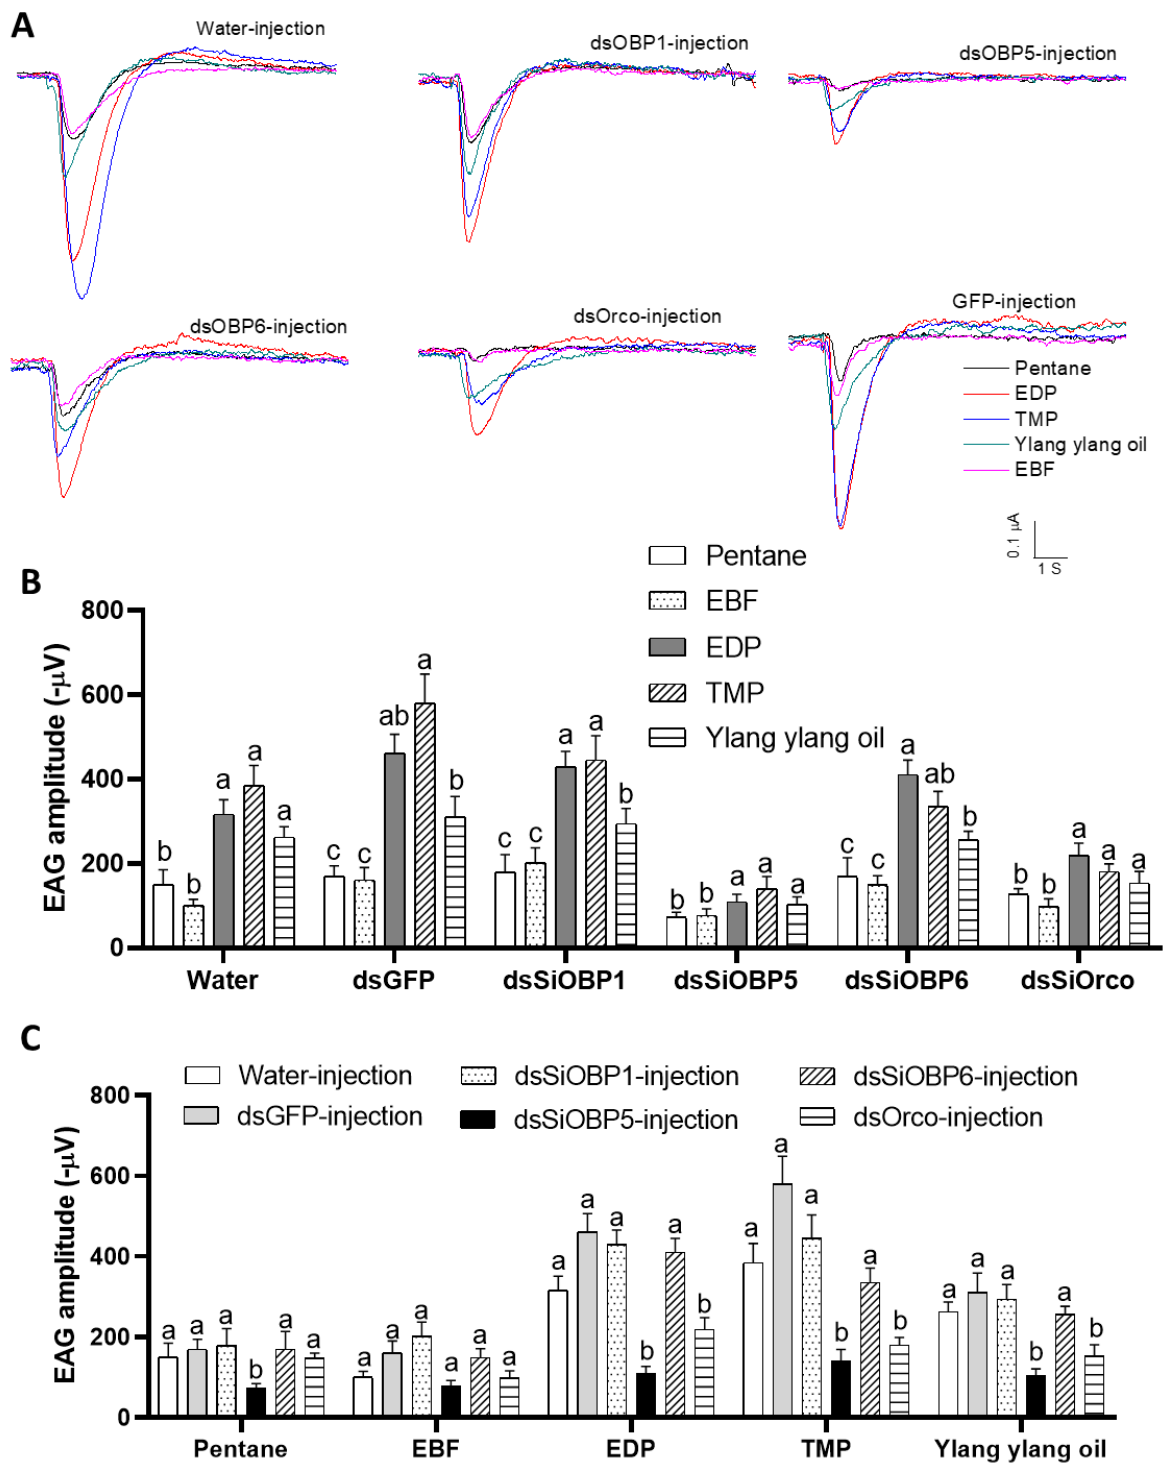 A
Water-injection
dsOBP1-injection
dsOBP5-injection
dsOBP6-injection
dsOrco-injection
GFP-injection
Pentane
EDP
TMP
Ylang ylang oil
EBF
0.1 μA
1 S
B
Pentane
EBF
EDP
TMP
Ylang ylang oil
EAG amplitude (-μV)
800
600
400
200
0
b b a a a
c c ab a b
c c a a b
b b a a a
c c a ab b
b b a a a
Water dsGFP dsSiOBP1 dsSiOBP5 dsSiOBP6 dsSiOrco
C
Water-injection dsSiOBP1-injection dsSiOBP6-injection
dsGFP-injection dsSiOBP5-injection dsOrco-injection
EAG amplitude (-μV)
800
600
400
200
0
a a a b a a
a a a a a a
a a a b a b
a a a b a b
a a a b a b
Pentane EBF EDP TMP Ylang ylang oil